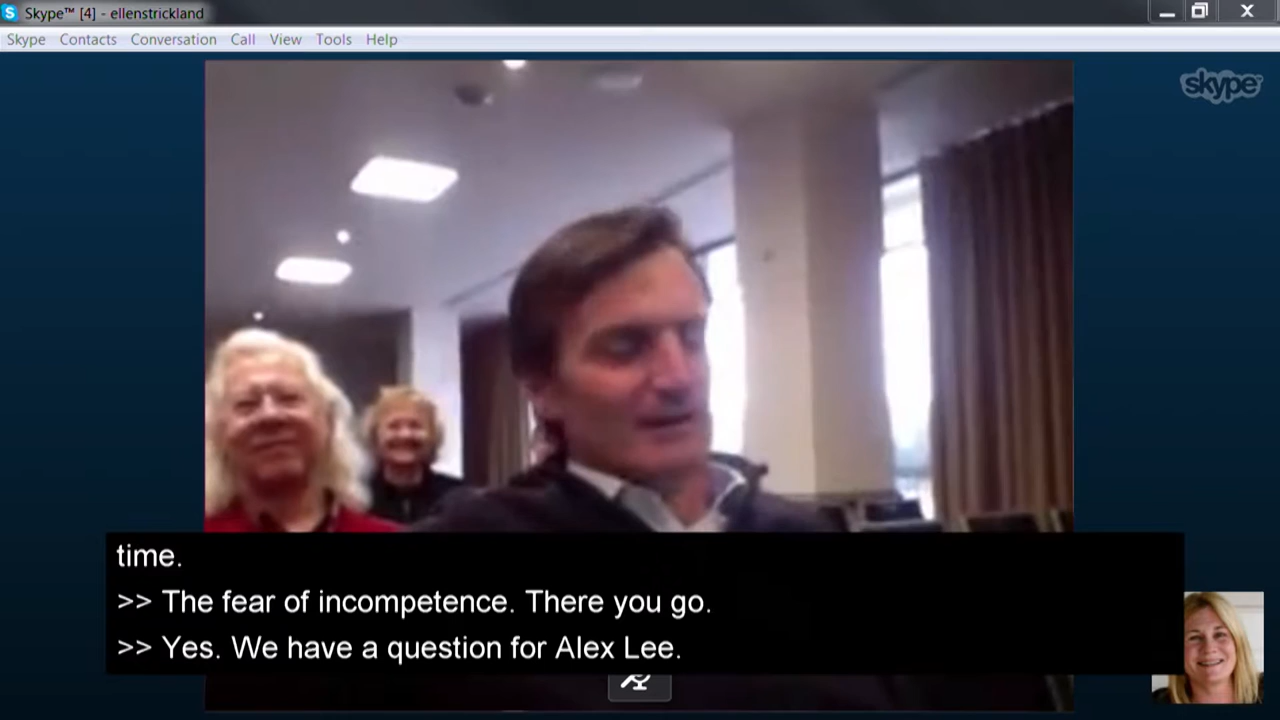 Skype™ [4] - ellenstrickland
Skype Contacts Conversation Call View Tools Help
skype
time.
>> The fear of incompetence. There you go.
>> Yes. We have a question for Alex Lee.